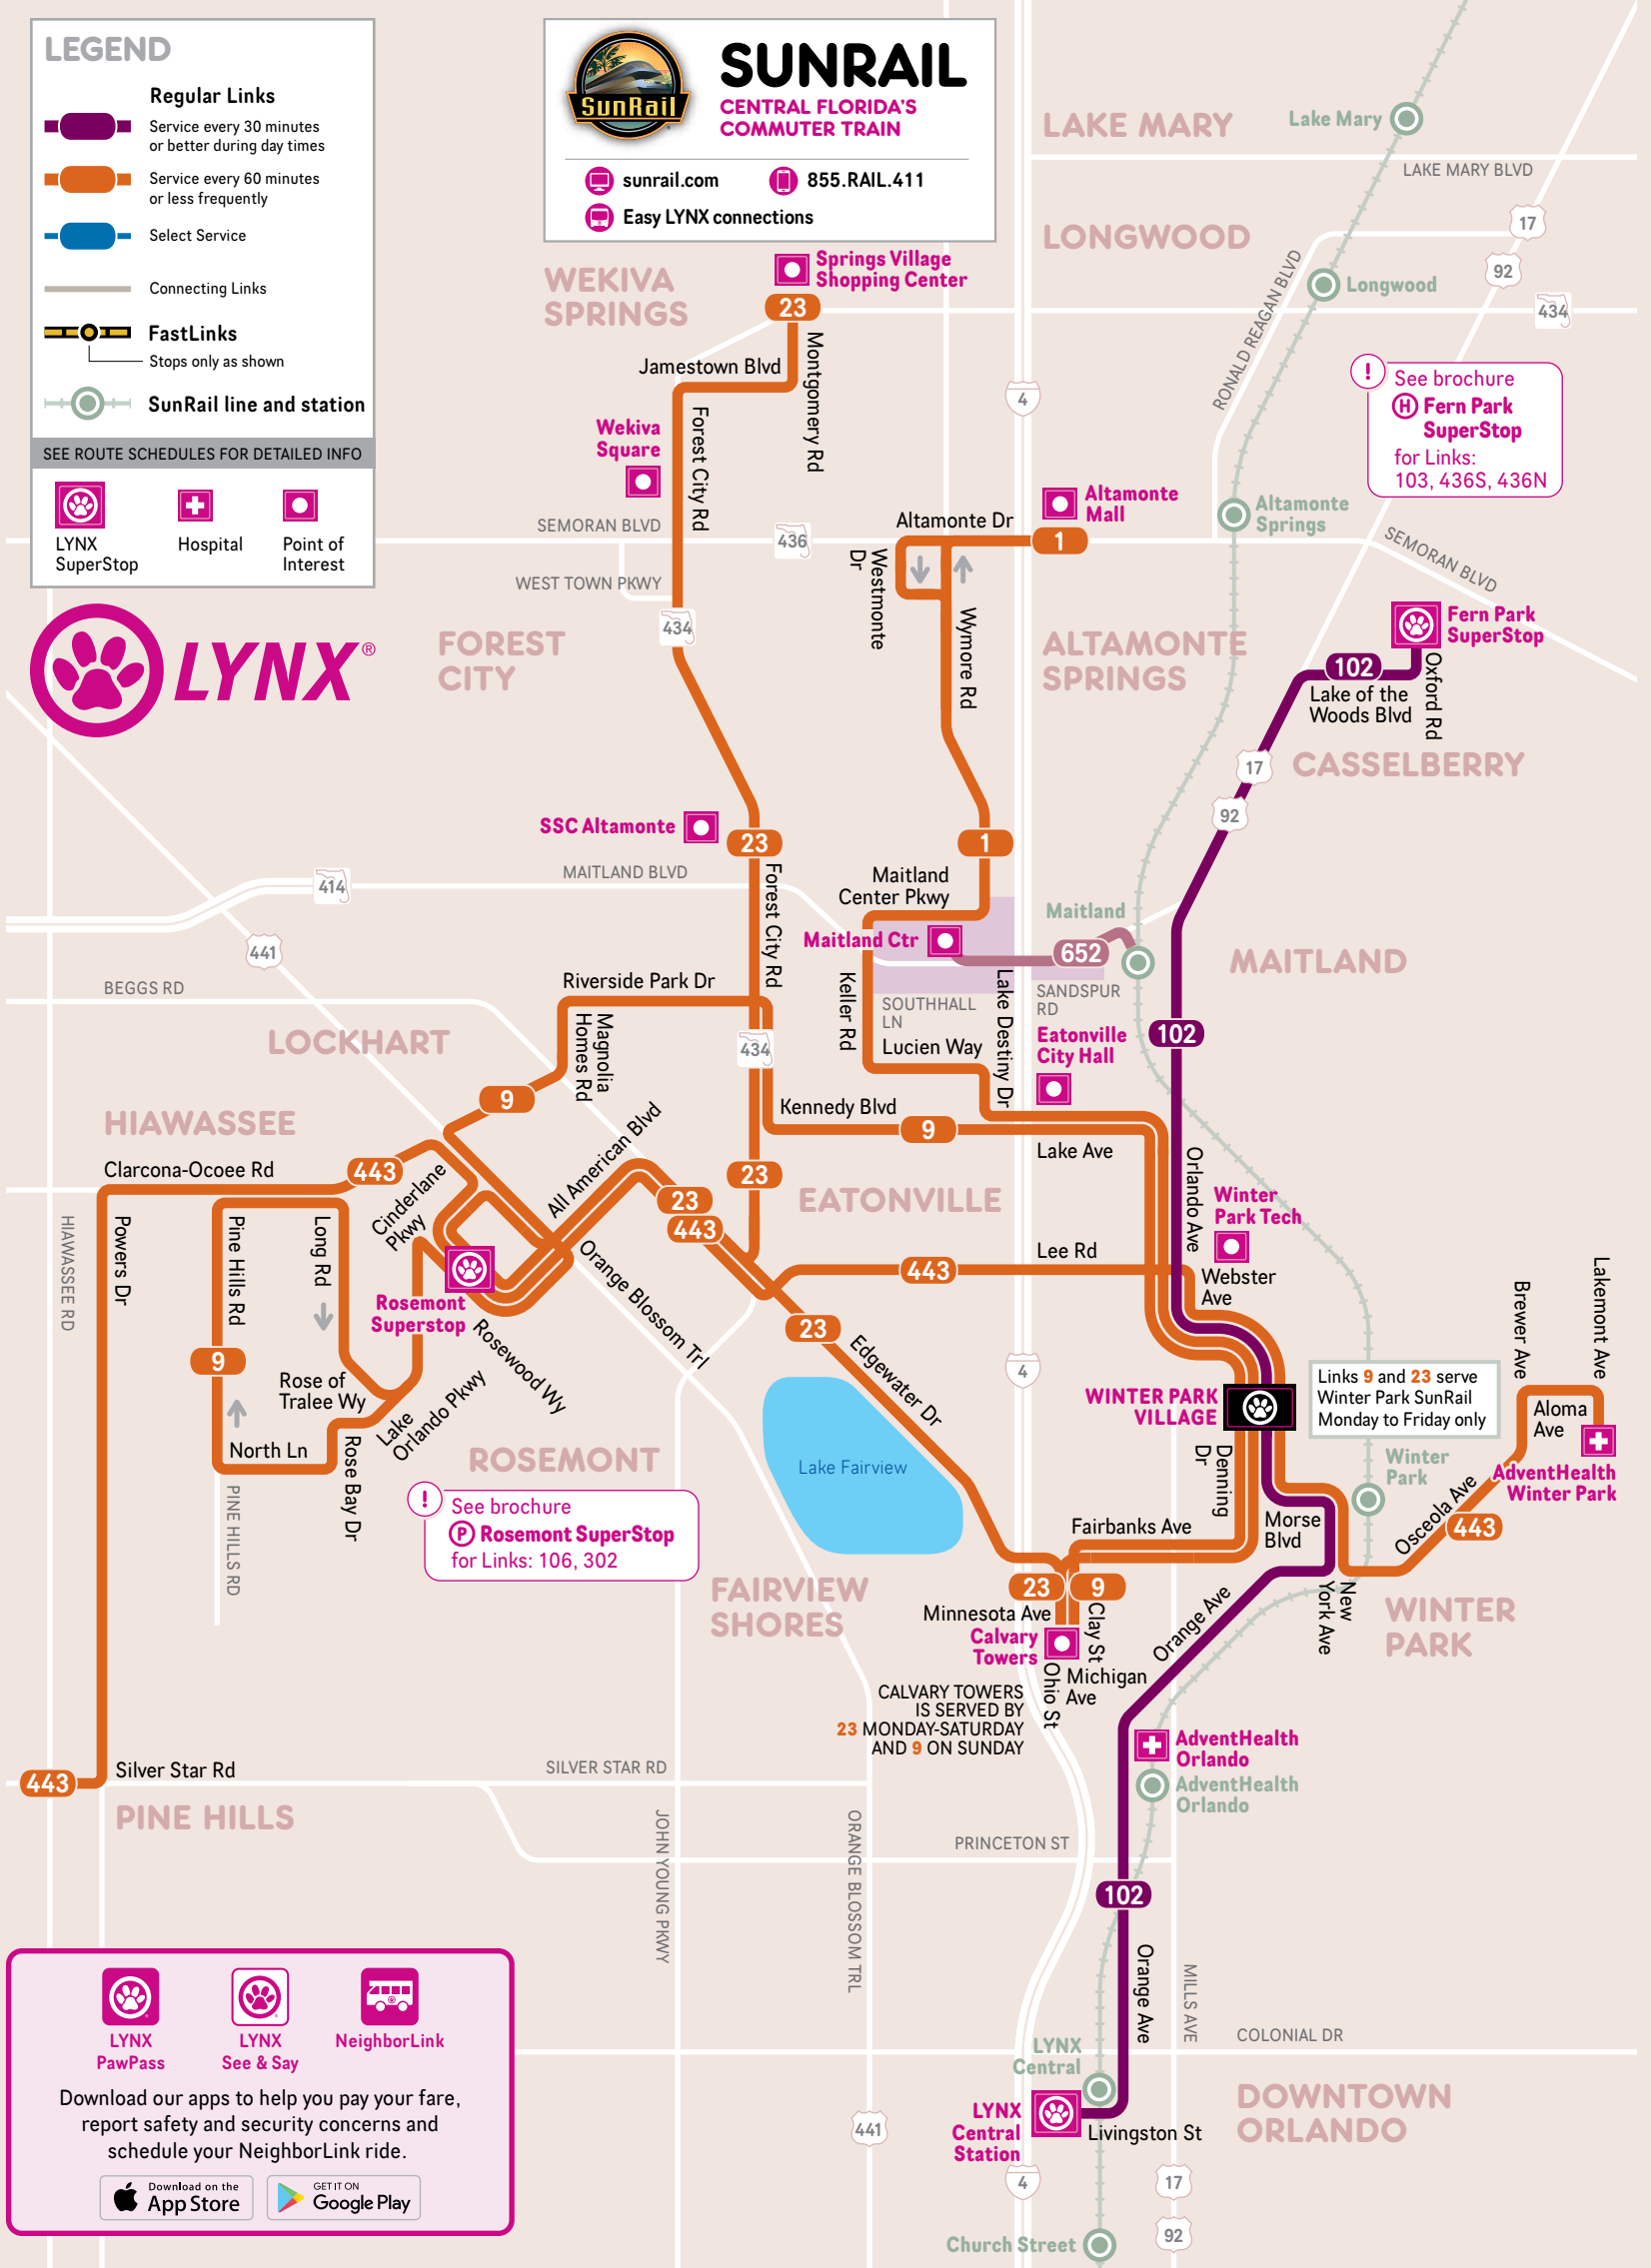 LEGEND
Regular Links
Service every 30 minutes
or better during day times
Service every 60 minutes
or less frequently
Select Service
Connecting Links
FastLinks
Stops only as shown
SunRail line and station
SEE ROUTE SCHEDULES FOR DETAILED INFO
LYNX
SuperStop
Hospital
Point of
Interest
LYNX®
SunRail
SUNRAIL
CENTRAL FLORIDA'S
COMMUTER TRAIN
sunrail.com
855.RAIL.411
Easy LYNX connections
LAKE MARY
Lake Mary
LAKE MARY BLVD
LONGWOOD
17
92
RONALD REAGAN BLVD
Longwood
434
WEKIVA
SPRINGS
Springs Village
Shopping Center
23
Jamestown Blvd
Montgomery Rd
4
! See brochure
H Fern Park
SuperStop
for Links:
103, 436S, 436N
Wekiva
Square
Forest City Rd
SEMORAN BLVD
436
WEST TOWN PKWY
434
Altamonte
Mall
Altamonte Dr
1
Westmonte
Dr
Wymore Rd
Altamonte
Springs
SEMORAN BLVD
FOREST
CITY
ALTAMONTE
SPRINGS
Fern Park
SuperStop
102
Lake of the
Woods Blvd
Oxford Rd
17
92
CASSELBERRY
SSC Altamonte
23
1
MAITLAND BLVD
414
441
Forest City Rd
Maitland
Center Pkwy
Maitland Ctr
Maitland
652
MAITLAND
BEGGS RD
Riverside Park Dr
Keller Rd
SOUTHHALL
LN
Lake Destiny Dr
SANDSPUR
RD
LOCKHART
Magnolia
Homes Rd
434
Lucien Way
Eatonville
City Hall
102
HIAWASSEE
9
Kennedy Blvd
9
Lake Ave
Clarcona-Ocoee Rd
443
Cinderlane
Pkwy
All American Blvd
23
23
443
EATONVILLE
Orlando Ave
Winter
Park Tech
HIAWASSEE RD
Powers Dr
Pine Hills Rd
Long Rd
Orange Blossom Trl
Lee Rd
443
Webster
Ave
Rosemont
Superstop
Rosewood Wy
23
Edgewater Dr
4
Brewer Ave
Lakemont Ave
9
Rose of
Tralee Wy
Lake
Orlando Pkwy
North Ln
Rose Bay Dr
WINTER PARK
VILLAGE
Links 9 and 23 serve
Winter Park SunRail
Monday to Friday only
Aloma
Ave
AdventHealth
Winter Park
ROSEMONT
Lake Fairview
Denning
Dr
Winter
Park
! See brochure
P Rosemont SuperStop
for Links: 106, 302
PINE HILLS RD
Fairbanks Ave
Morse
Blvd
Osceola Ave
443
FAIRVIEW
SHORES
23
9
Minnesota Ave
Clay St
Calvary
Towers
Ohio St
Michigan
Ave
Orange Ave
New
York Ave
WINTER
PARK
CALVARY TOWERS
IS SERVED BY
23 MONDAY-SATURDAY
AND 9 ON SUNDAY
AdventHealth
Orlando
AdventHealth
Orlando
443
Silver Star Rd
SILVER STAR RD
PINE HILLS
JOHN YOUNG PKWY
ORANGE BLOSSOM TRL
PRINCETON ST
102
Orange Ave
MILLS AVE
COLONIAL DR
LYNX
Central
LYNX
Central
Station
Livingston St
DOWNTOWN
ORLANDO
441
4
17
92
Church Street
LYNX
PawPass
LYNX
See & Say
NeighborLink
Download our apps to help you pay your fare,
report safety and security concerns and
schedule your NeighborLink ride.
Download on the
App Store
GET IT ON
Google Play